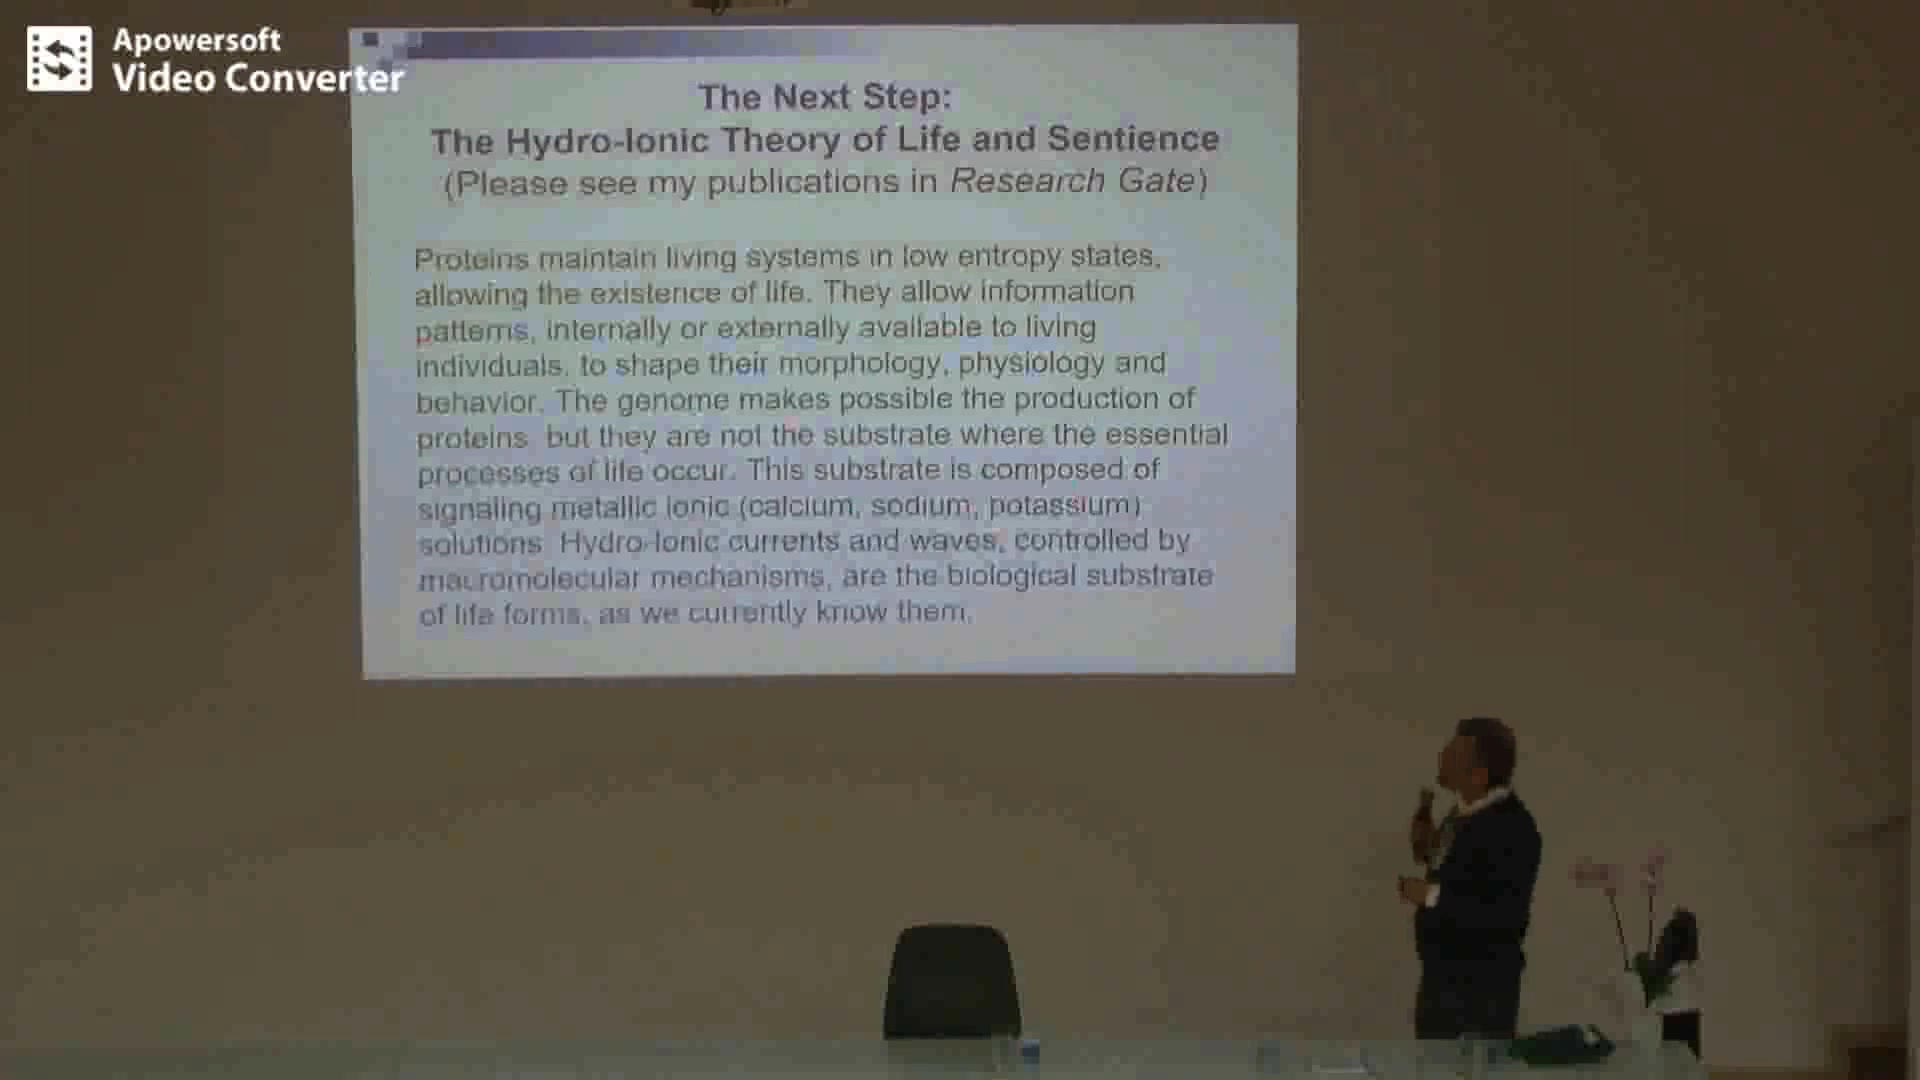 Apowersoft
Video Converter
The Next Step:
The Hydro-Ionic Theory of Life and Sentience
(Please see my publications in Research Gate)
Proteins maintain living systems in low entropy states,
allowing the existence of life. They allow information
patterns, internally or externally available to living
individuals, to shape their morphology, physiology and
behavior. The genome makes possible the production of
proteins, but they are not the substrate where the essential
processes of life occur. This substrate is composed of
signaling metallic ionic (calcium, sodium, potassium)
solutions. Hydro-Ionic currents and waves, controlled by
macromolecular mechanisms, are the biological substrate
of life forms, as we currently know them.